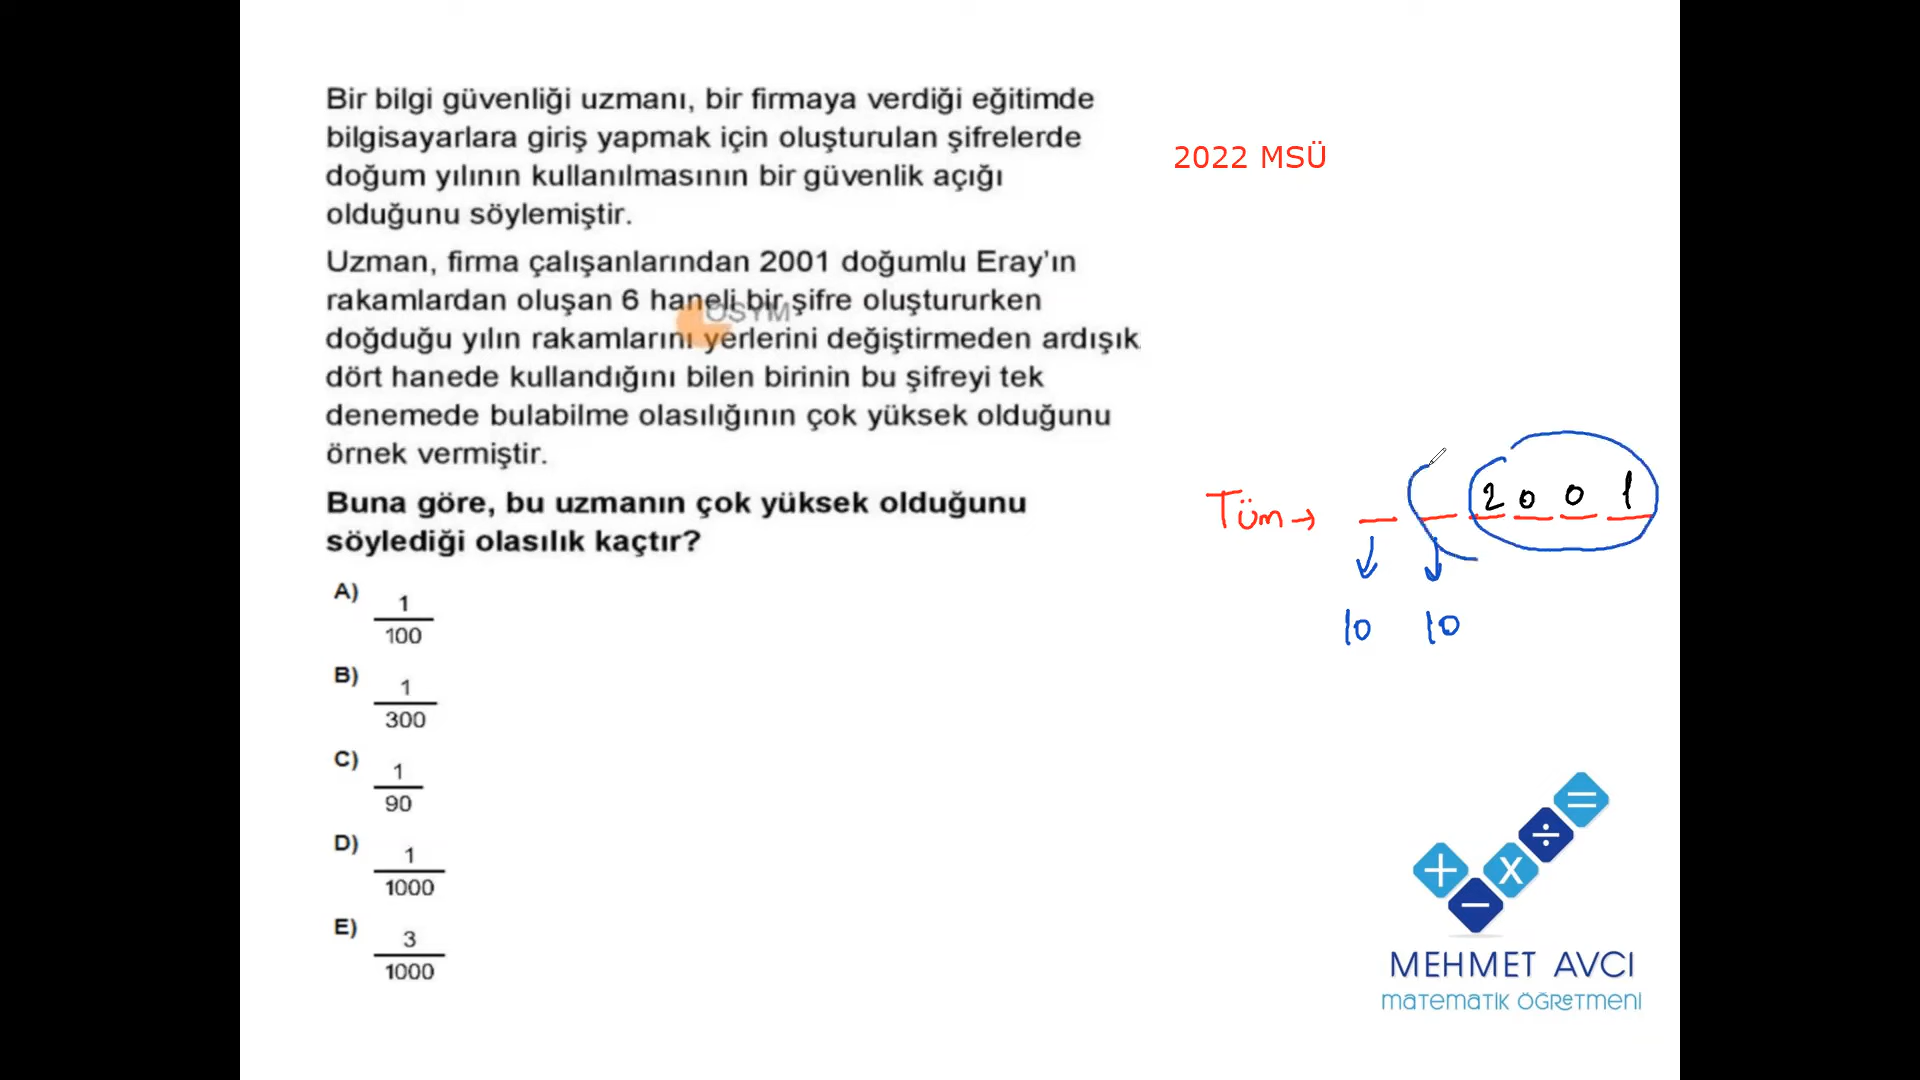 Bir bilgi güvenliği uzmanı, bir firmaya verdiği eğitimde
bilgisayarlara giriş yapmak için oluşturulan şifrelerde
doğum yılının kullanılmasının bir güvenlik açığı
olduğunu söylemiştir.
Uzman, firma çalışanlarından 2001 doğumlu Eray'ın
rakamlardan oluşan 6 haneli bir şifre oluştururken
ÖSYM
doğduğu yılın rakamlarını yerlerini değiştirmeden ardışık
dört hanede kullandığını bilen birinin bu şifreyi tek
denemede bulabilme olasılığının çok yüksek olduğunu
örnek vermiştir.
Buna göre, bu uzmanın çok yüksek olduğunu
söylediği olasılık kaçtır?
A) 1/100
B) 1/300
C) 1/90
D) 1/1000
E) 3/1000
2022 MSÜ
Tüm → _ _ 2 0 0 1
10 10
+ - x ÷ =
MEHMET AVCI
matematik öğretmeni